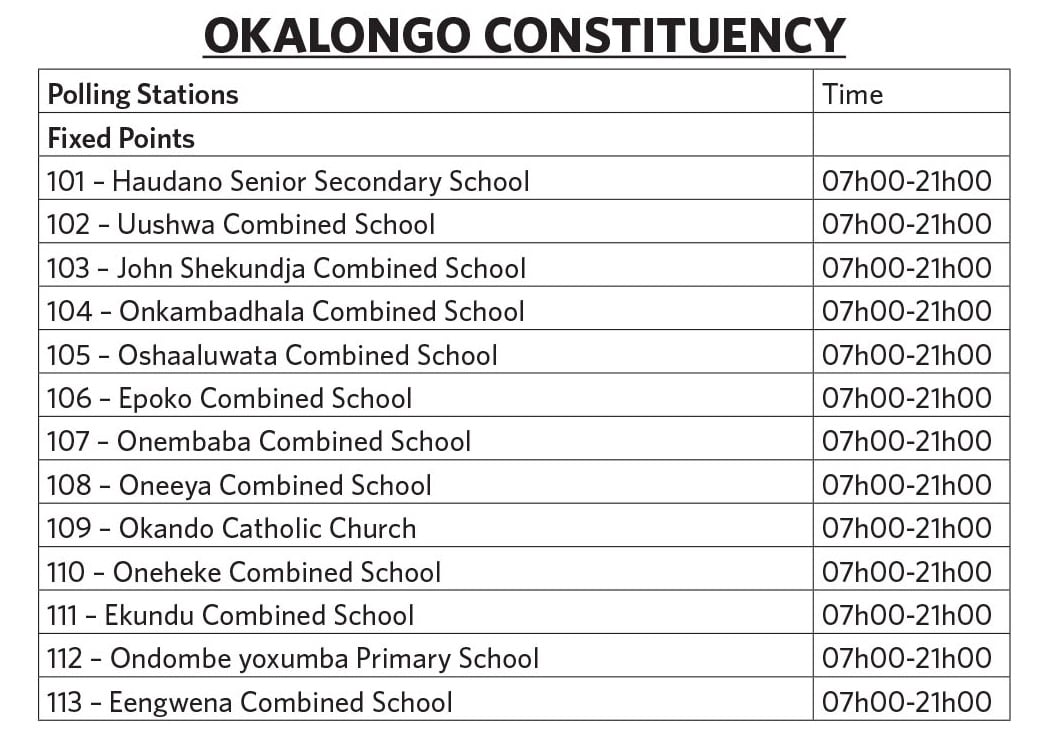 OKALONGO CONSTITUENCY
Polling Stations Time
Fixed Points
101 – Haudano Senior Secondary School 07h00-21h00
102 – Uushwa Combined School 07h00-21h00
103 – John Shekundja Combined School 07h00-21h00
104 – Onkambadhala Combined School 07h00-21h00
105 – Oshaaluwata Combined School 07h00-21h00
106 – Epoko Combined School 07h00-21h00
107 – Onembaba Combined School 07h00-21h00
108 – Oneeya Combined School 07h00-21h00
109 – Okando Catholic Church 07h00-21h00
110 – Oneheke Combined School 07h00-21h00
111 – Ekundu Combined School 07h00-21h00
112 – Ondombe yoxumba Primary School 07h00-21h00
113 – Eengwena Combined School 07h00-21h00